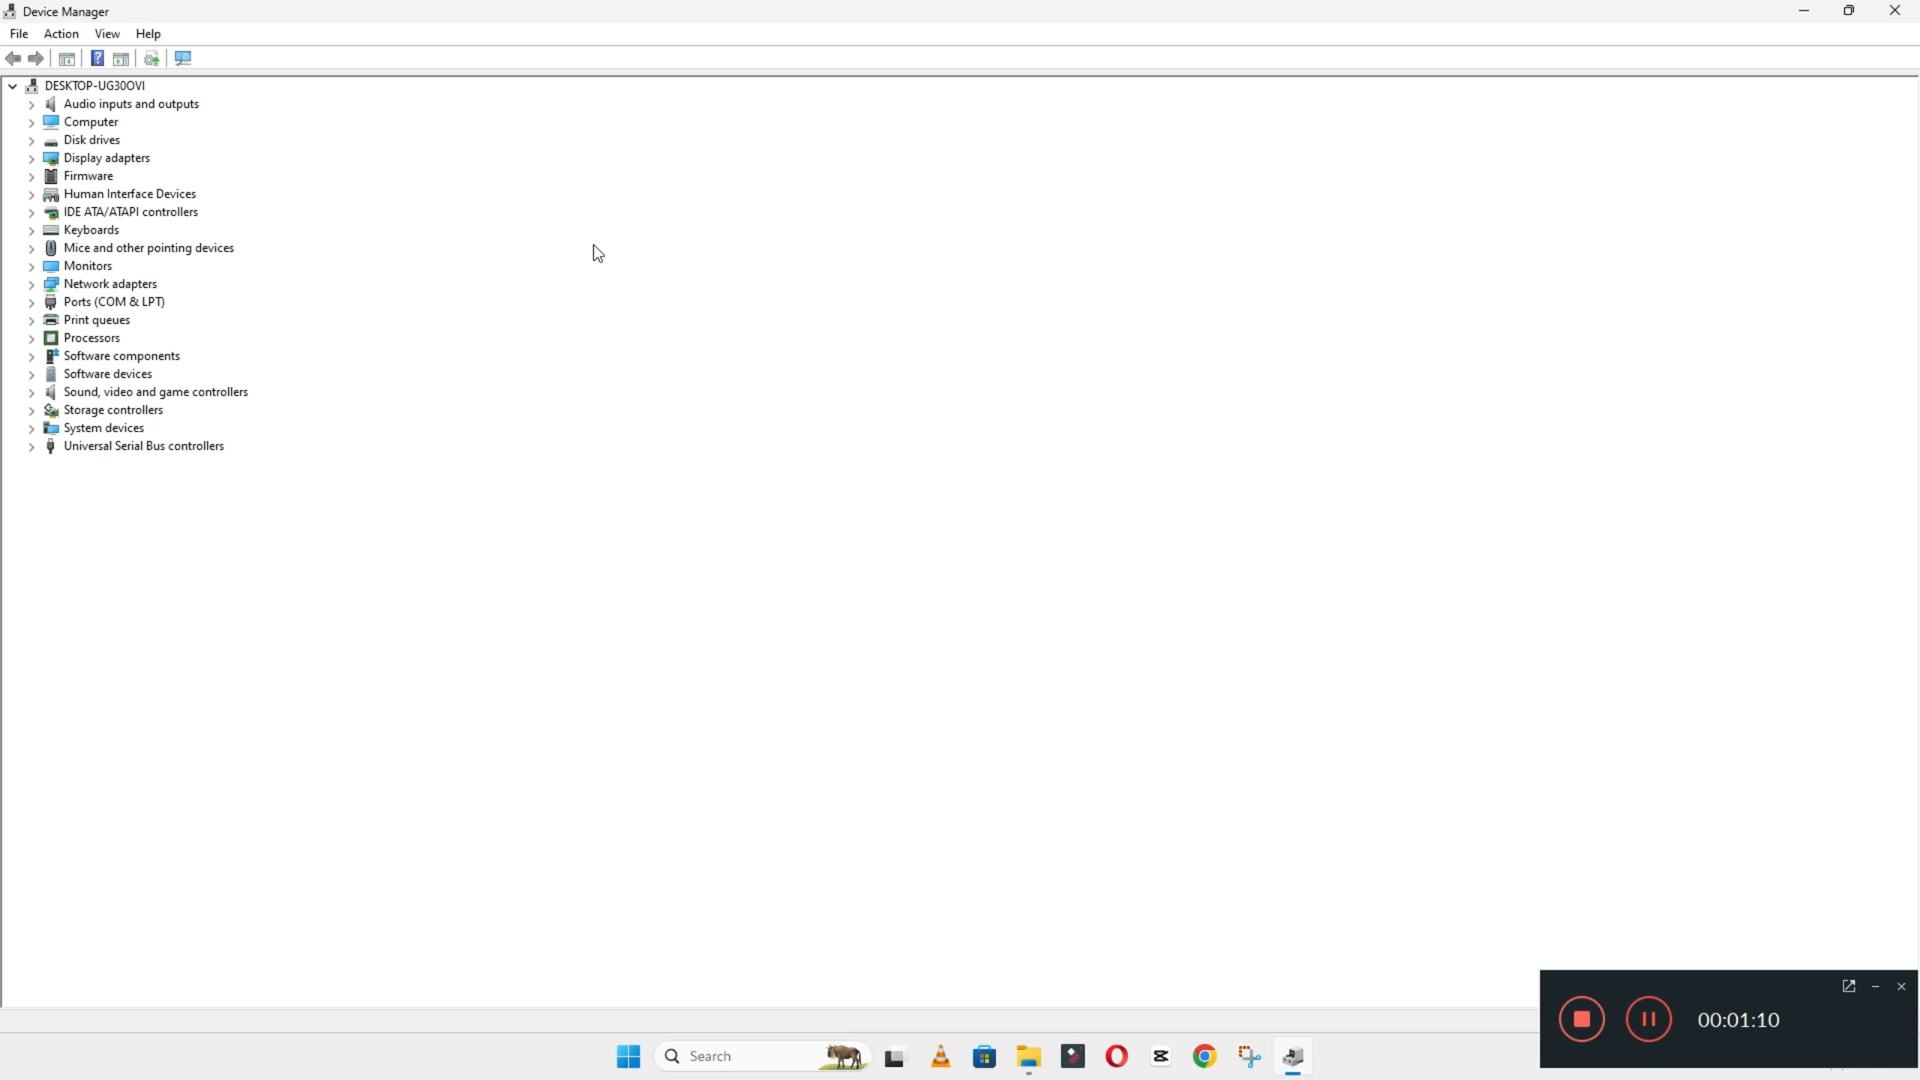 Device Manager
File Action View Help
DESKTOP-UG30OVI
Audio inputs and outputs
Computer
Disk drives
Display adapters
Firmware
Human Interface Devices
IDE ATA/ATAPI controllers
Keyboards
Mice and other pointing devices
Monitors
Network adapters
Ports (COM & LPT)
Print queues
Processors
Software components
Software devices
Sound, video and game controllers
Storage controllers
System devices
Universal Serial Bus controllers
00:01:10
Search